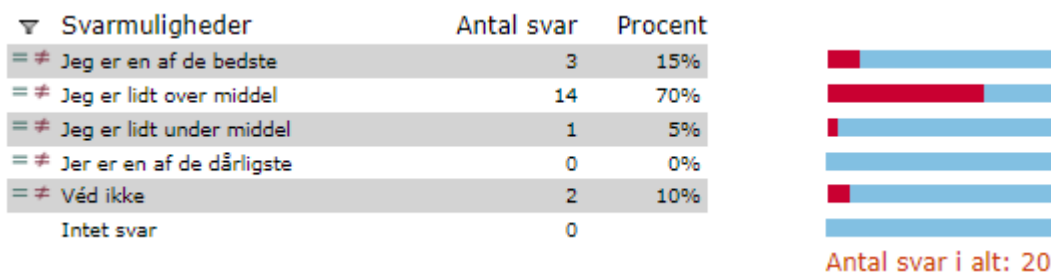 Svarmuligheder Antal svar Procent
= ≠ Jeg er en af de bedste 3 15%
= ≠ Jeg er lidt over middel 14 70%
= ≠ Jeg er lidt under middel 1 5%
= ≠ Jer er en af de dårligste 0 0%
= ≠ Véd ikke 2 10%
Intet svar 0
Antal svar i alt: 20